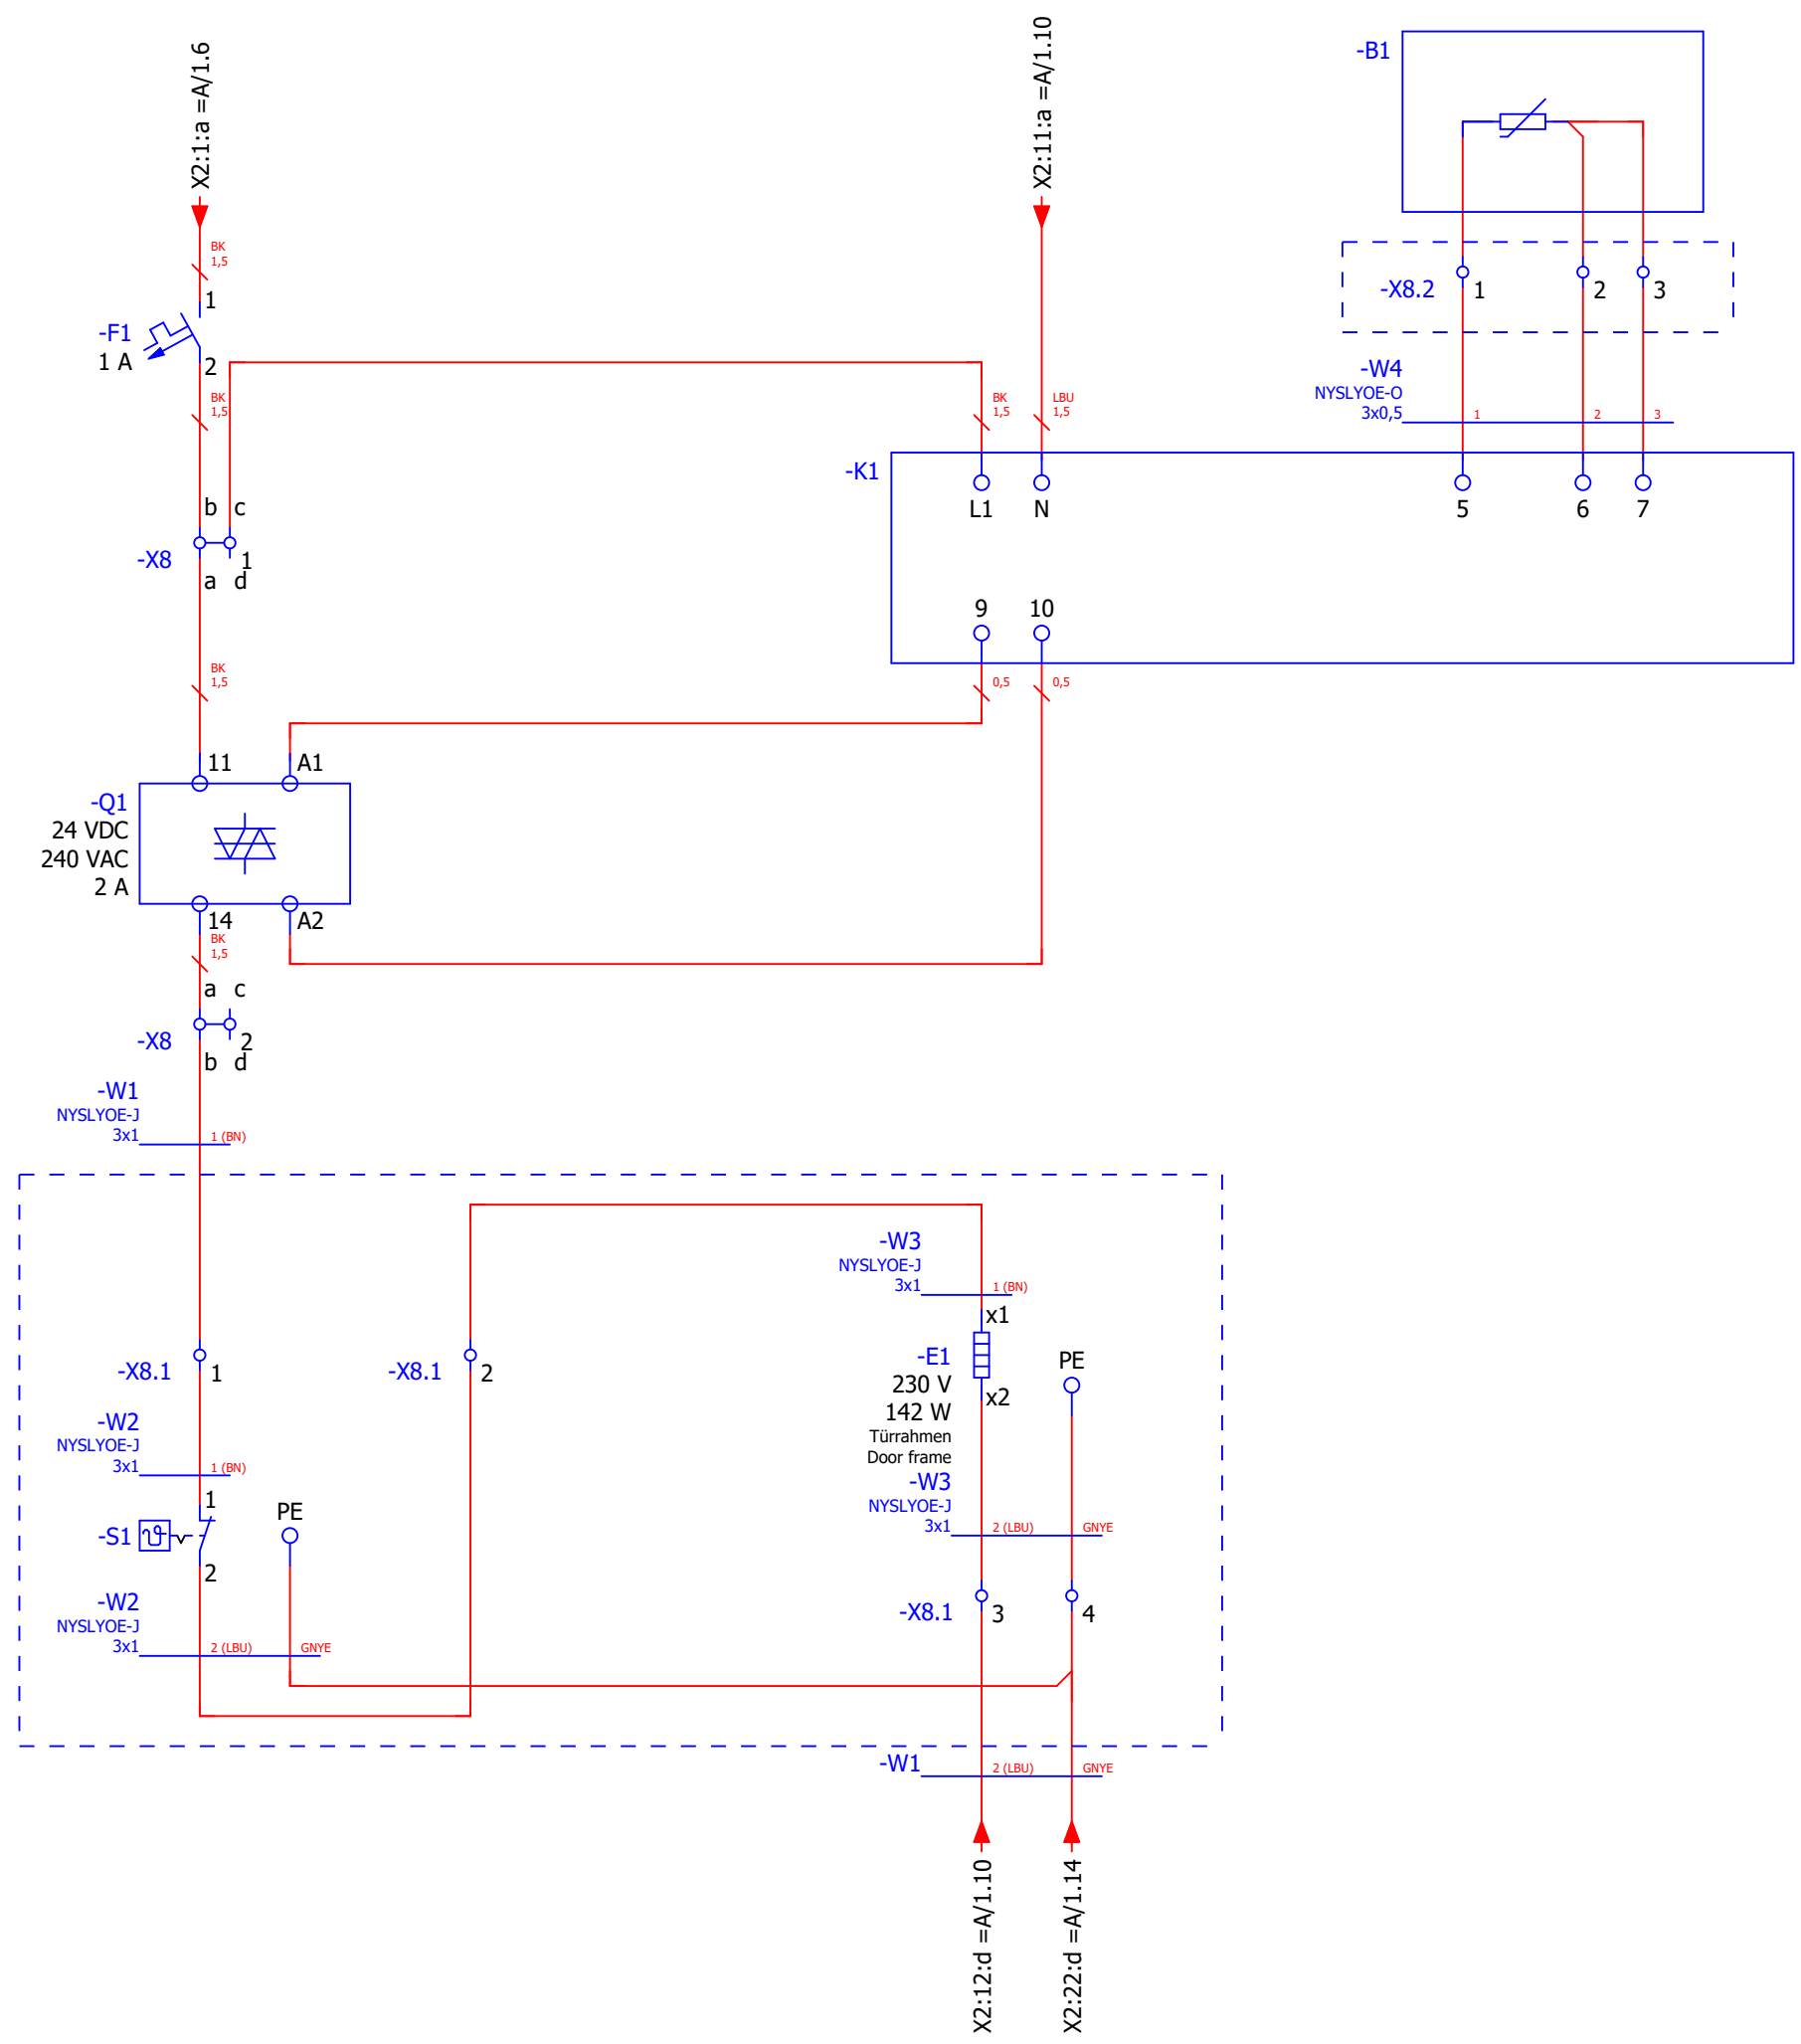 X2:1:a =A/1.6
X2:11:a =A/1.10
-B1
BK
1,5
1
-F1
1 A
2
-X8.2
1
2
3
-W4
NYSLYOE-O
3x0,5
1
2
3
BK
1,5
BK
1,5
LBU
1,5
-K1
L1
N
5
6
7
b
c
-X8
1
a
d
9
10
BK
1,5
0,5
0,5
11
A1
-Q1
24 VDC
240 VAC
2 A
14
A2
BK
1,5
a
c
-X8
2
b
d
-W1
NYSLYOE-J
3x1
1 (BN)
-W3
NYSLYOE-J
3x1
1 (BN)
x1
-X8.1
1
-X8.1
2
-E1
230 V
142 W
Türrahmen
Door frame
x2
PE
-W2
NYSLYOE-J
3x1
1 (BN)
-W3
NYSLYOE-J
3x1
2 (LBU)
GNYE
1
-S1
ϑ
2
PE
-X8.1
3
4
-W2
NYSLYOE-J
3x1
2 (LBU)
GNYE
-W1
2 (LBU)
GNYE
X2:12:d =A/1.10
X2:22:d =A/1.14